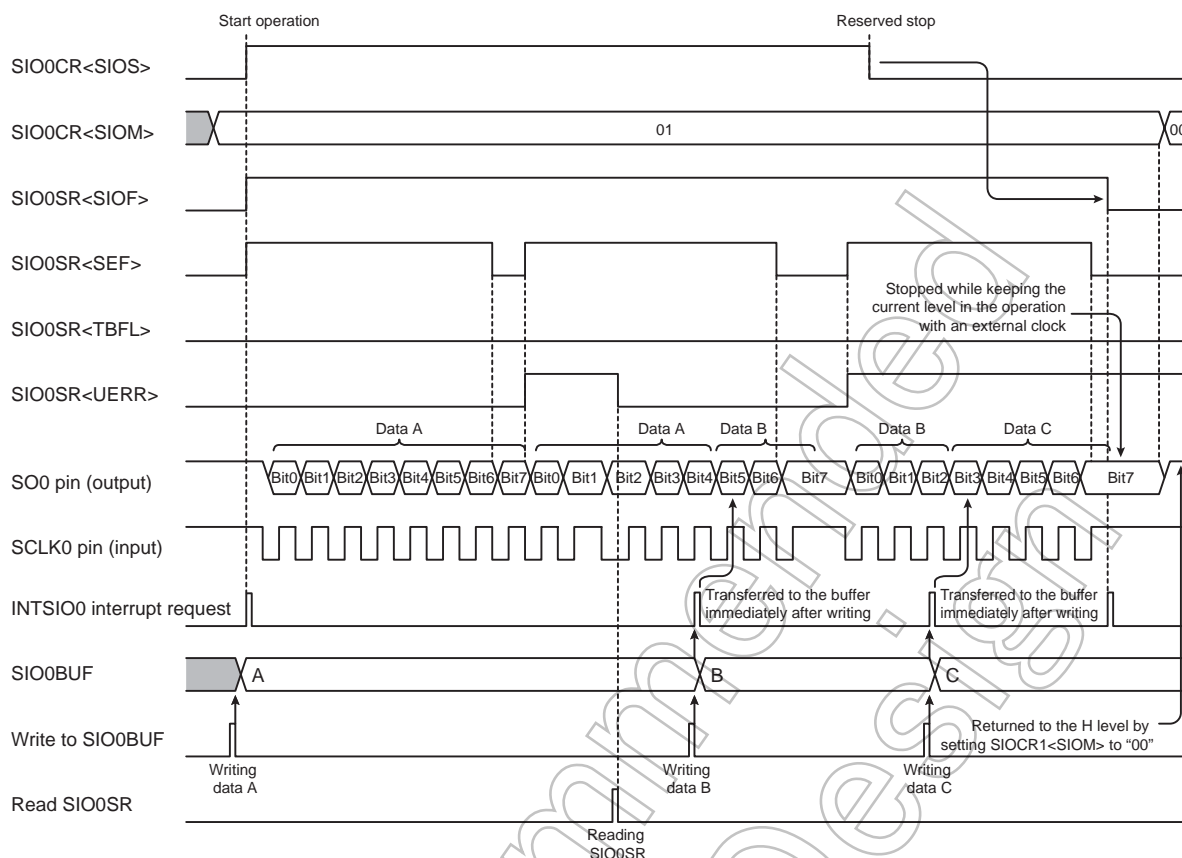 Start operation
Reserved stop
SIO0CR<SIOS>
SIO0CR<SIOM>
01
00
SIO0SR<SIOF>
SIO0SR<SEF>
Stopped while keeping the
current level in the operation
with an external clock
SIO0SR<TBFL>
SIO0SR<UERR>
Data A
Data A
Data B
Data B
Data C
SO0 pin (output)
Bit0 Bit1 Bit2 Bit3 Bit4 Bit5 Bit6 Bit7 Bit0 Bit1 Bit2 Bit3 Bit4 Bit5 Bit6 Bit7 Bit0 Bit1 Bit2 Bit3 Bit4 Bit5 Bit6 Bit7
SCLK0 pin (input)
INTSIO0 interrupt request
Transferred to the buffer
immediately after writing
Transferred to the buffer
immediately after writing
SIO0BUF
A
B
C
Write to SIO0BUF
Returned to the H level by
setting SIOCR1<SIOM> to “00”
Writing
data A
Writing
data B
Writing
data C
Read SIO0SR
Reading
SIO0SR